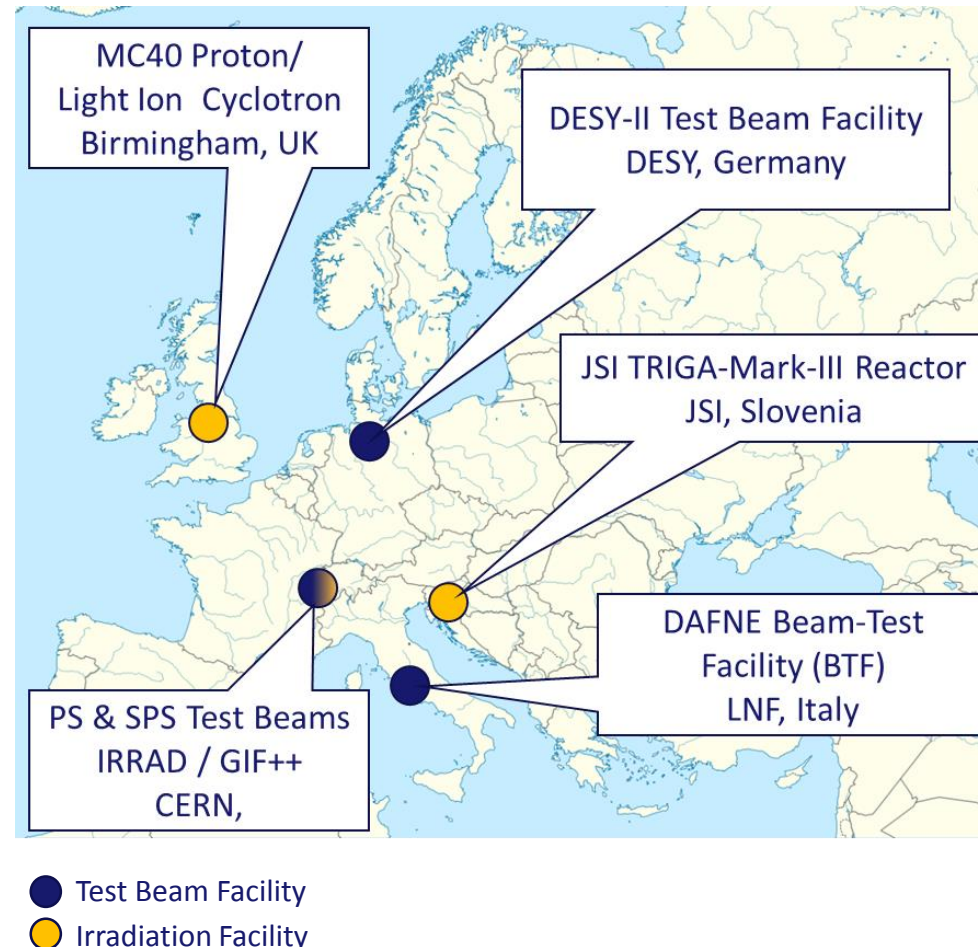 MC40 Proton/
Light Ion Cyclotron
Birmingham, UK
DESY-II Test Beam Facility
DESY, Germany
JSI TRIGA-Mark-III Reactor
JSI, Slovenia
DAFNE Beam-Test
Facility (BTF)
LNF, Italy
PS & SPS Test Beams
IRRAD / GIF++
CERN,
Test Beam Facility
Irradiation Facility